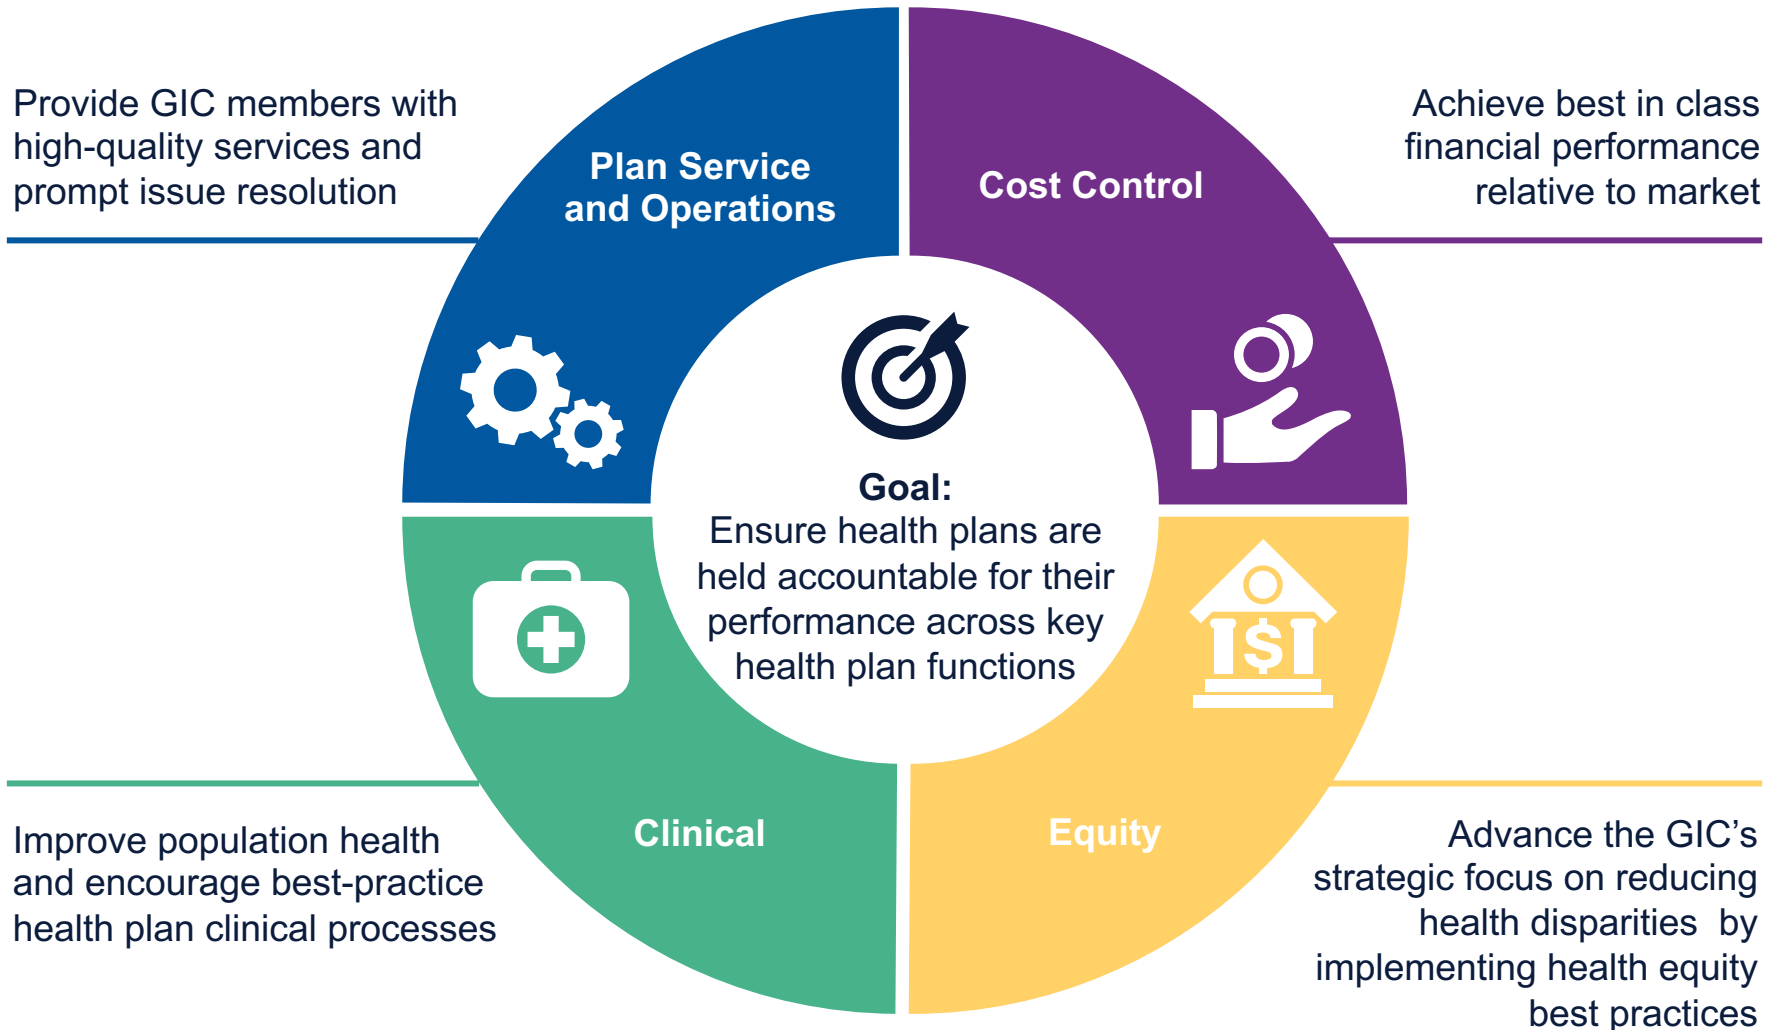 Provide GIC members with
high-quality services and
prompt issue resolution
Plan Service
and Operations
Cost Control
Achieve best in class
financial performance
relative to market
Goal:
Ensure health plans are
held accountable for their
performance across key
health plan functions
$
Clinical
Equity
Improve population health
and encourage best-practice
health plan clinical processes
Advance the GIC’s
strategic focus on reducing
health disparities  by
implementing health equity
best practices